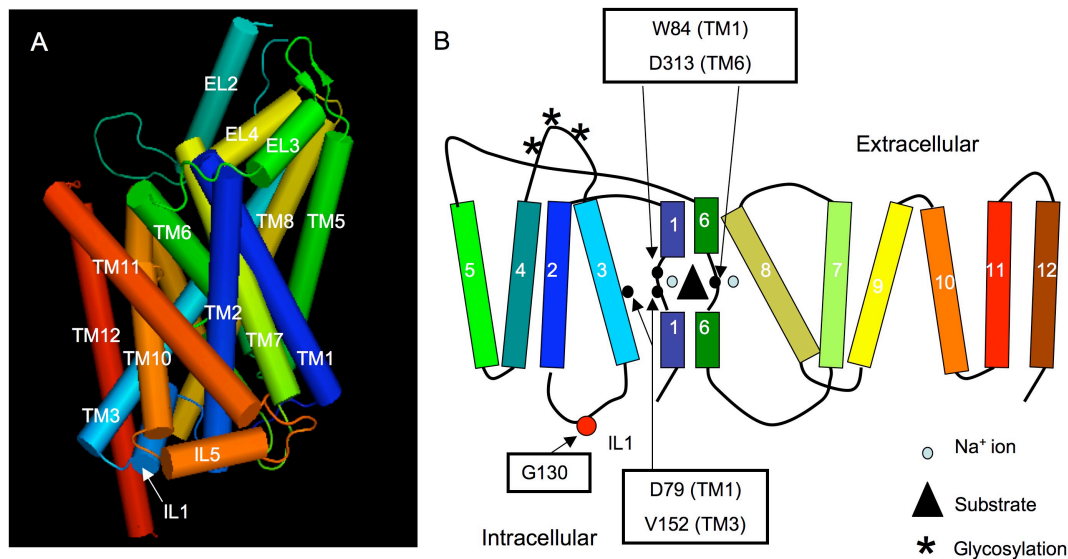 A
EL2
EL4
EL3
TM8
TM5
TM6
TM11
TM2
TM12
TM7
TM10
TM1
TM3
IL5
IL1
B
W84 (TM1)
D313 (TM6)
Extracellular
5
4
2
3
1
6
8
7
9
10
11
12
1
6
G130
IL1
D79 (TM1)
V152 (TM3)
Intracellular
Na+ ion
Substrate
Glycosylation